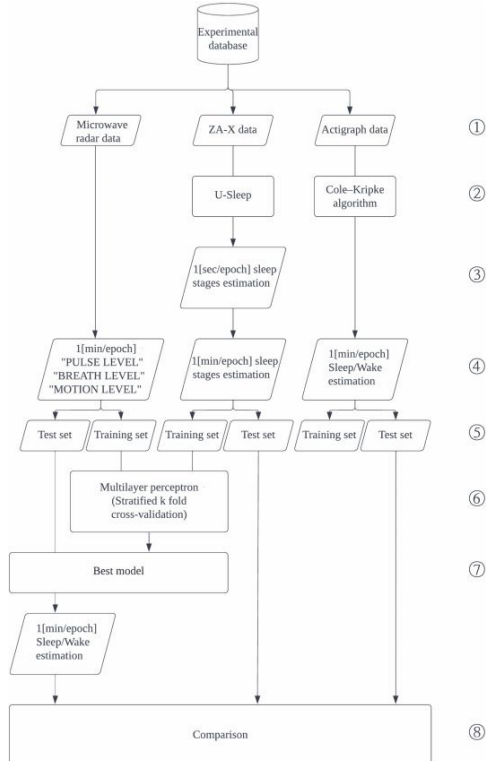 Experimental
database
Microwave
radar data
ZA-X data
Actigraph data
①
U-Sleep
Cole–Kripke
algorithm
②
1[sec/epoch] sleep
stages estimation
③
1[min/epoch]
"PULSE LEVEL"
"BREATH LEVEL"
"MOTION LEVEL"
1[min/epoch] sleep
stages estimation
1[min/epoch]
Sleep/Wake
estimation
④
Test set
Training set
Training set
Test set
Training set
Test set
⑤
Multilayer perceptron
(Stratified k fold
cross-validation)
⑥
Best model
⑦
1[min/epoch]
Sleep/Wake
estimation
Comparison
⑧